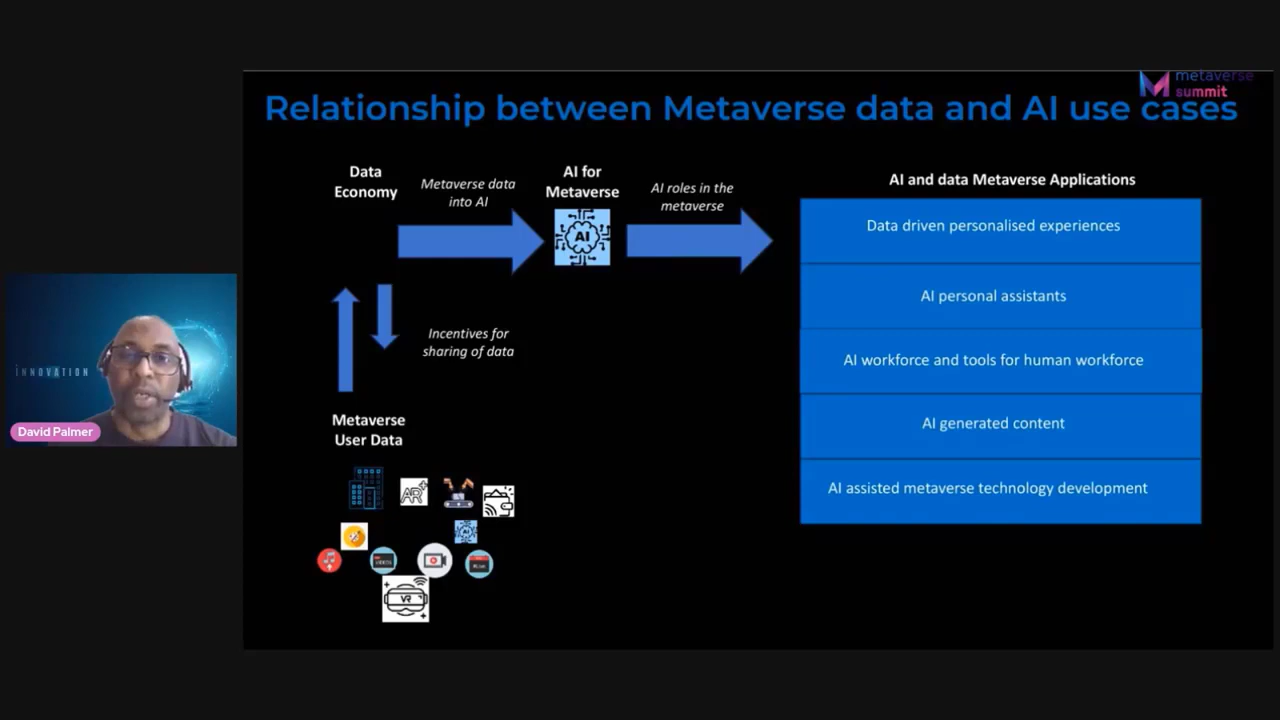 metaverse
summit
Relationship between Metaverse data and AI use cases
Data
Economy
Metaverse data
into AI
AI for
Metaverse
AI
AI roles in the
metaverse
AI and data Metaverse Applications
Data driven personalised experiences
AI personal assistants
AI workforce and tools for human workforce
AI generated content
AI assisted metaverse technology development
Incentives for
sharing of data
Metaverse
User Data
AR
AI
VIDEOS
VR
INNOVATION
David Palmer